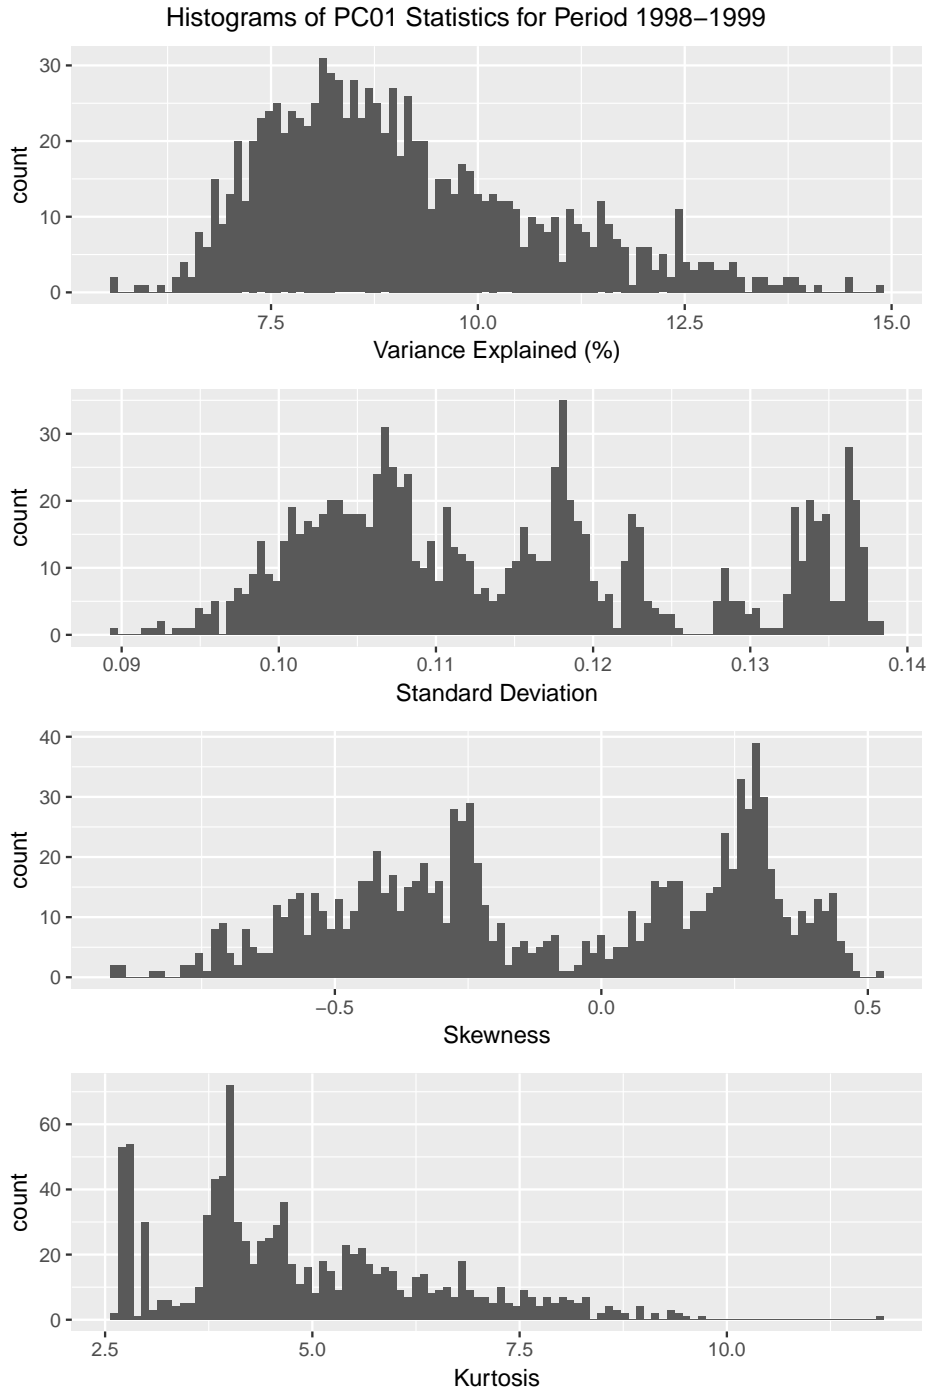 Histograms of PC01 Statistics for Period 1998−1999
30
20
10
0
count
7.5 10.0 12.5 15.0
Variance Explained (%)
30
20
10
0
count
0.09 0.10 0.11 0.12 0.13 0.14
Standard Deviation
40
30
20
10
0
count
−0.5 0.0 0.5
Skewness
60
40
20
0
count
2.5 5.0 7.5 10.0
Kurtosis